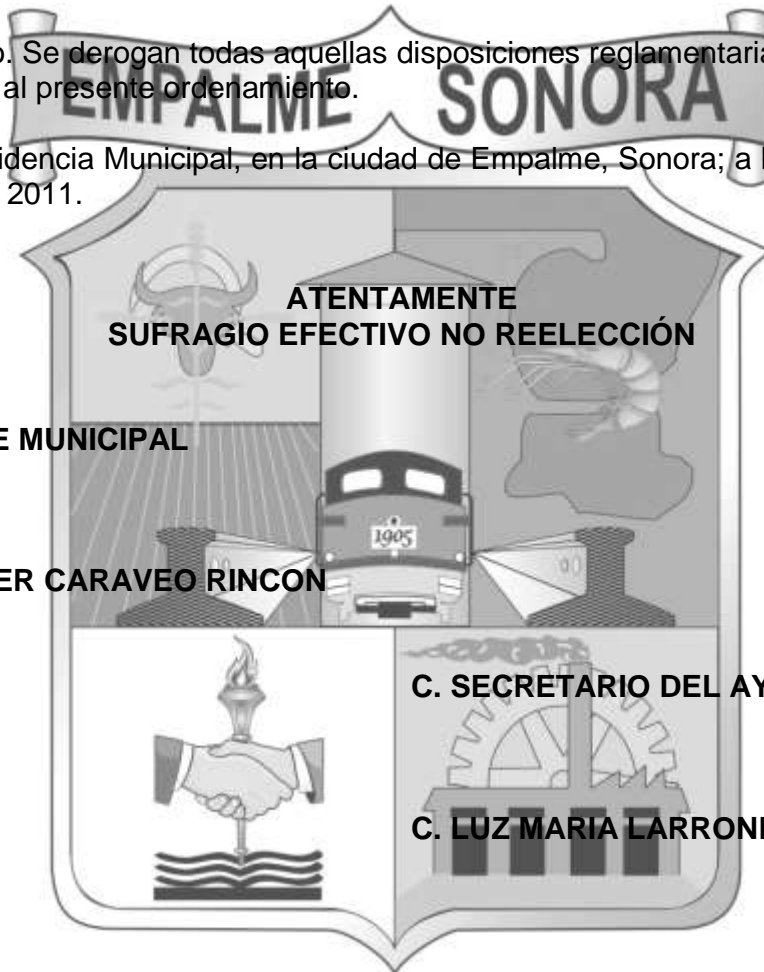 o. Se derogan todas aquellas disposiciones reglamentaria
al presente ordenamiento.
EMPALME SONORA
idencia Municipal, en la ciudad de Empalme, Sonora; a l
2011.
ATENTAMENTE
SUFRAGIO EFECTIVO NO REELECCIÓN
E MUNICIPAL
1905
ER CARAVEO RINCON
C. SECRETARIO DEL AY
C. LUZ MARIA LARRON